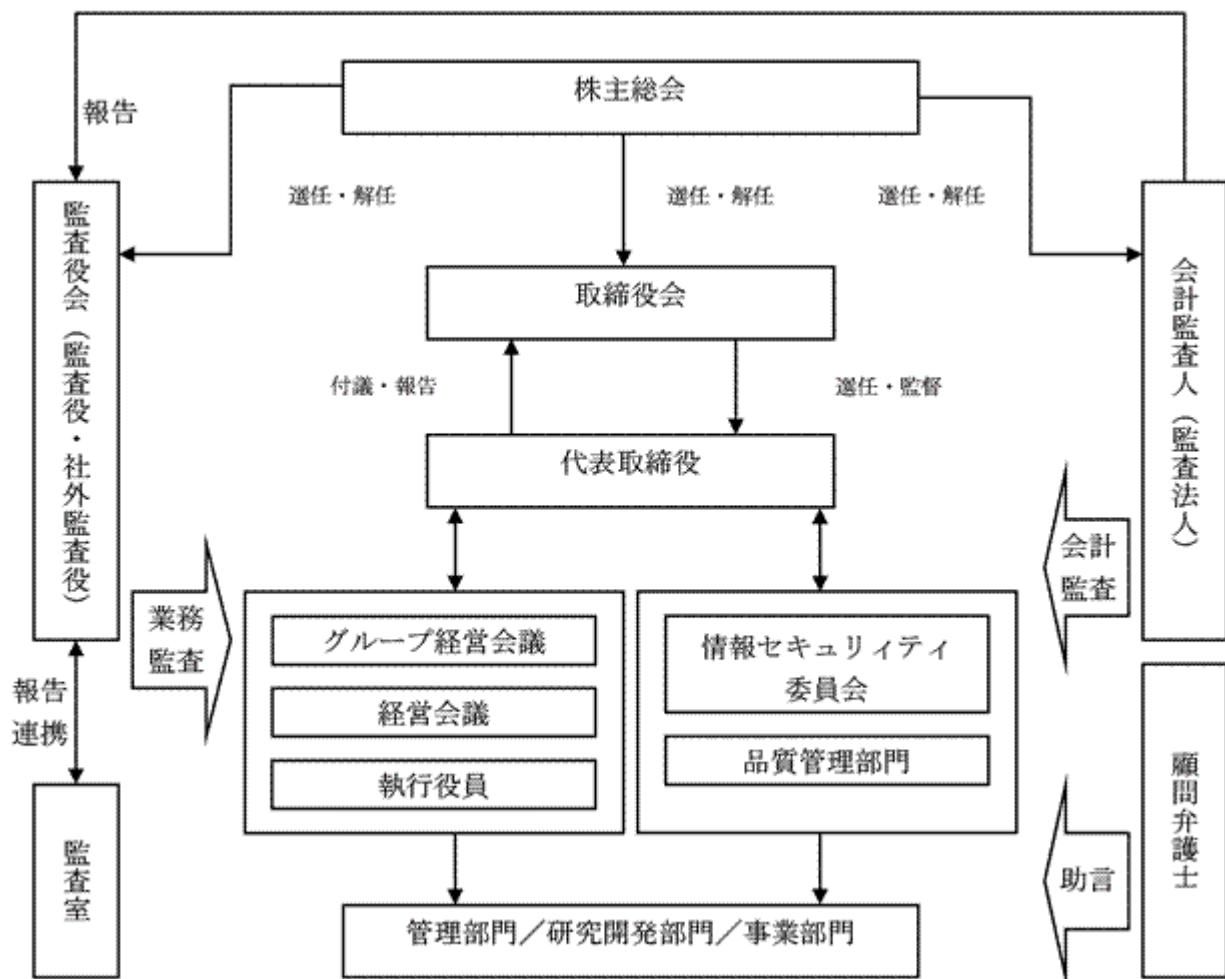 株主総会
報告
選任・解任
選任・解任
選任・解任
監査役会（監査役・社外監査役）
会計監査人（監査法人）
取締役会
付議・報告
選任・監督
代表取締役
業務
監査
会計
監査
グループ経営会議
経営会議
執行役員
情報セキュリティ
委員会
品質管理部門
報告
連携
監査室
顧問弁護士
助言
管理部門／研究開発部門／事業部門